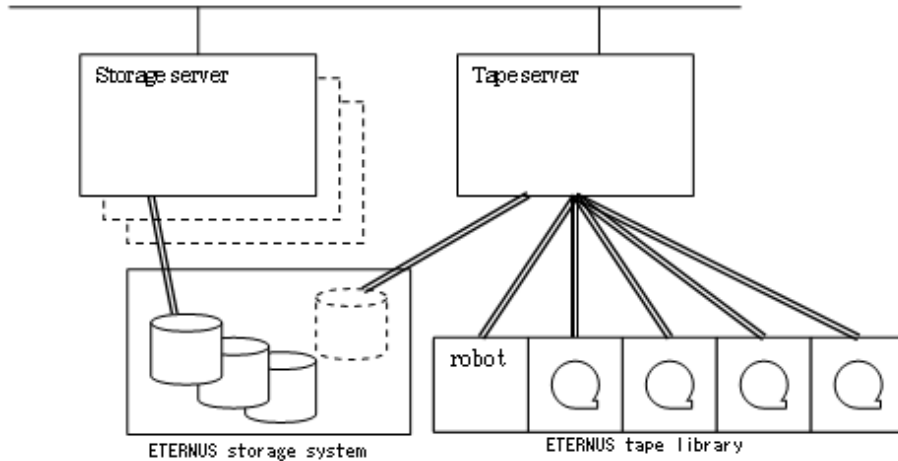 Storage server
Tape server
robot
ETERNUS storage system
ETERNUS tape library